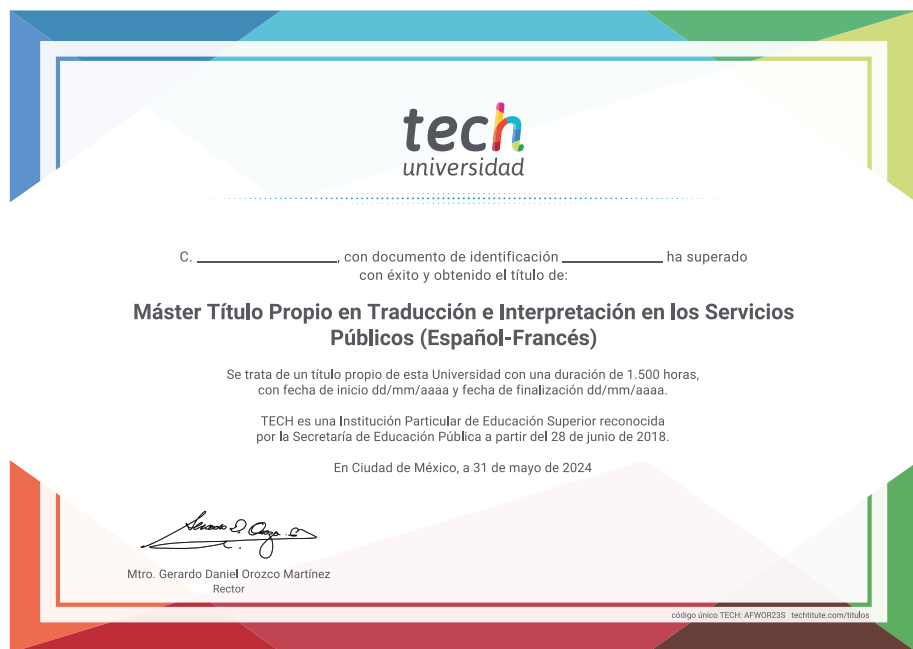 tech
universidad
C. __________________, con documento de identificación _____________ ha superado
con éxito y obtenido el título de:
Máster Título Propio en Traducción e Interpretación en los Servicios
Públicos (Español-Francés)
Se trata de un título propio de esta Universidad con una duración de 1.500 horas,
con fecha de inicio dd/mm/aaaa y fecha de finalización dd/mm/aaaa.
TECH es una Institución Particular de Educación Superior reconocida
por la Secretaría de Educación Pública a partir del 28 de junio de 2018.
En Ciudad de México, a 31 de mayo de 2024
Mtro. Gerardo Daniel Orozco Martínez
Rector
código único TECH: AFWOR23S techtitute.com/titulos